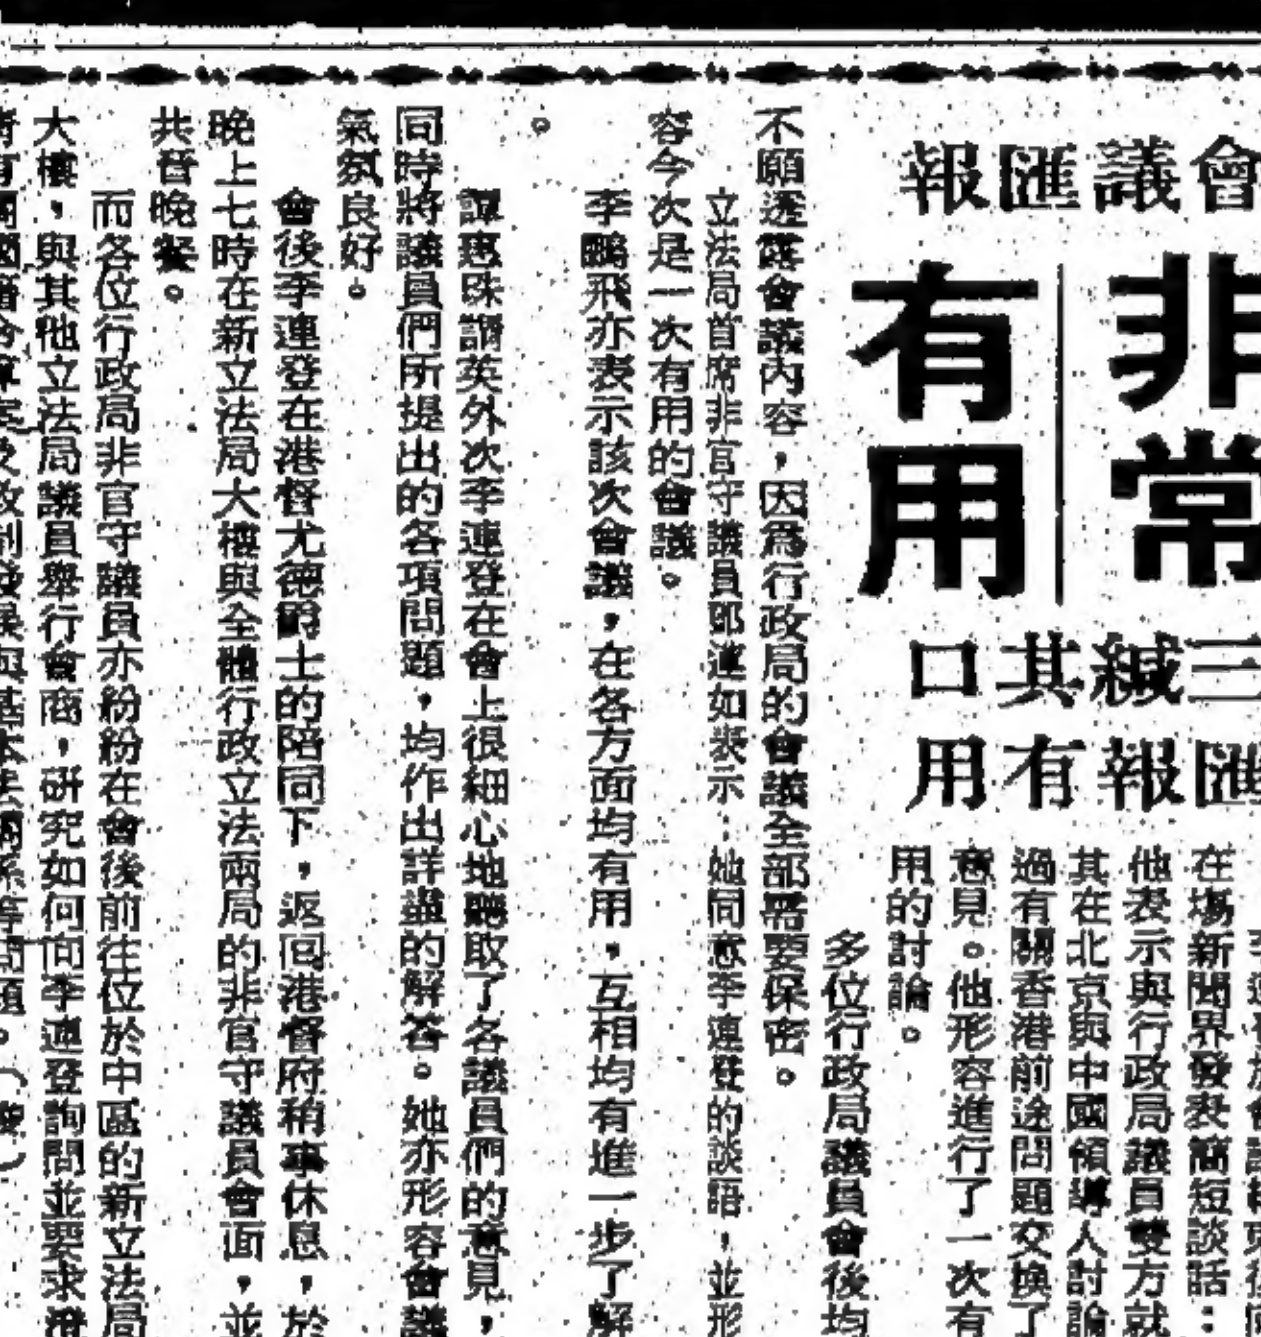 會議匯報
非常
有用
三緘其口
匯報有用
在塲新聞界發表簡短談話：
他表示與行政局議員雙方就
其在北京與中國領導人討論
過有關香港前途問題交換了
意見。他形容進行了一次有
用的討論。
多位行政局議員會後均
不願透露會議內容，因爲行政局的會議全部需要保密。
立法局首席非官守議員鄧蓮如表示：她同意李連登的談語，並形
容今次是一次有用的會議。
李鵬飛亦表示該次會議，在各方面均有用，互相均有進一步了解
。
譚惠珠謂英外次李連登在會上很細心地聽取了各議員們的意見，
同時將議員們所提出的各項問題，均作出詳盡的解答。她亦形容會議
氣氛良好。
會後李連登在港督尤德爵士的陪同下，返回港督府稍事休息，於
晚上七時在新立法局大樓與全體行政立法兩局的非官守議員會面，並
共晉晚餐。
而各位行政局非官守議員亦紛紛在會後前往位於中區的新立法局
大樓，與其他立法局議員舉行會商，研究如何向李連登詢問並要求澄